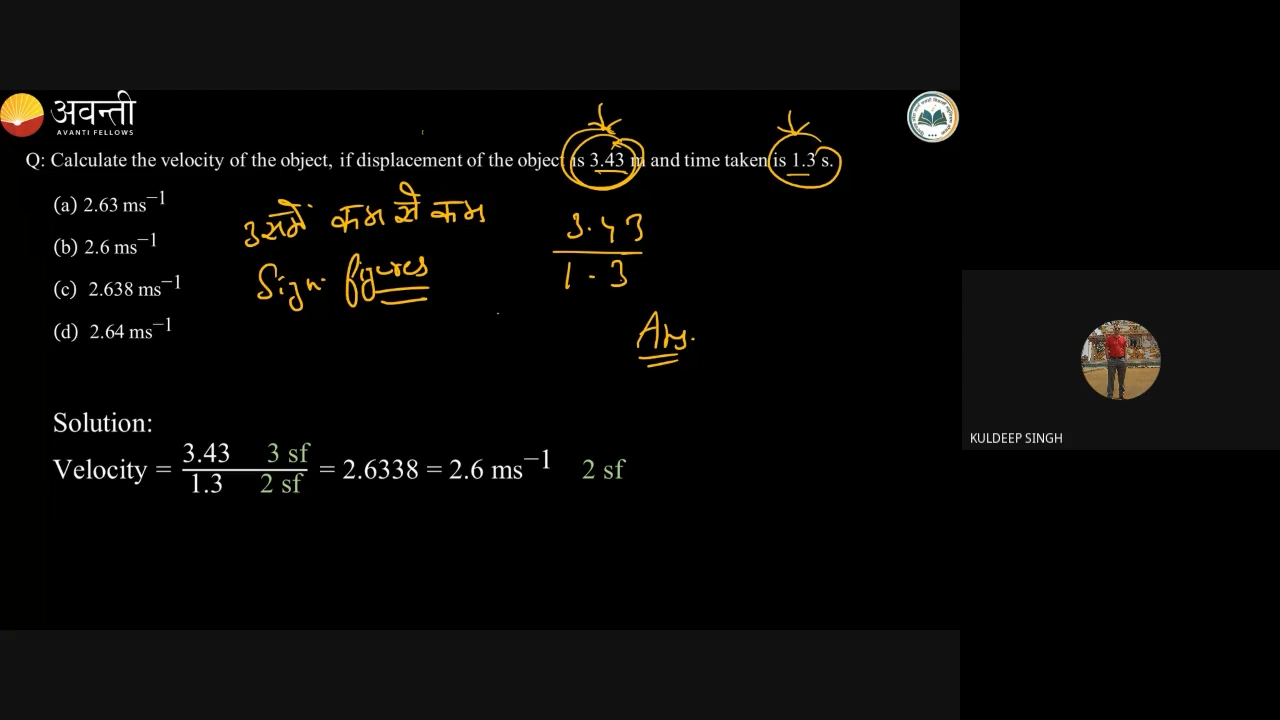 अवन्ती
AVANTI FELLOWS
Q: Calculate the velocity of the object, if displacement of the object is 3.43 m and time taken is 1.3 s.
(a) 2.63 ms⁻¹
(b) 2.6 ms⁻¹
(c) 2.638 ms⁻¹
(d) 2.64 ms⁻¹
उसमें कम से कम
Sign. figures
3.43
1.3
Ans.
Solution:
3.43 3 sf
Velocity = = 2.6338 = 2.6 ms⁻¹ 2 sf
1.3 2 sf
KULDEEP SINGH